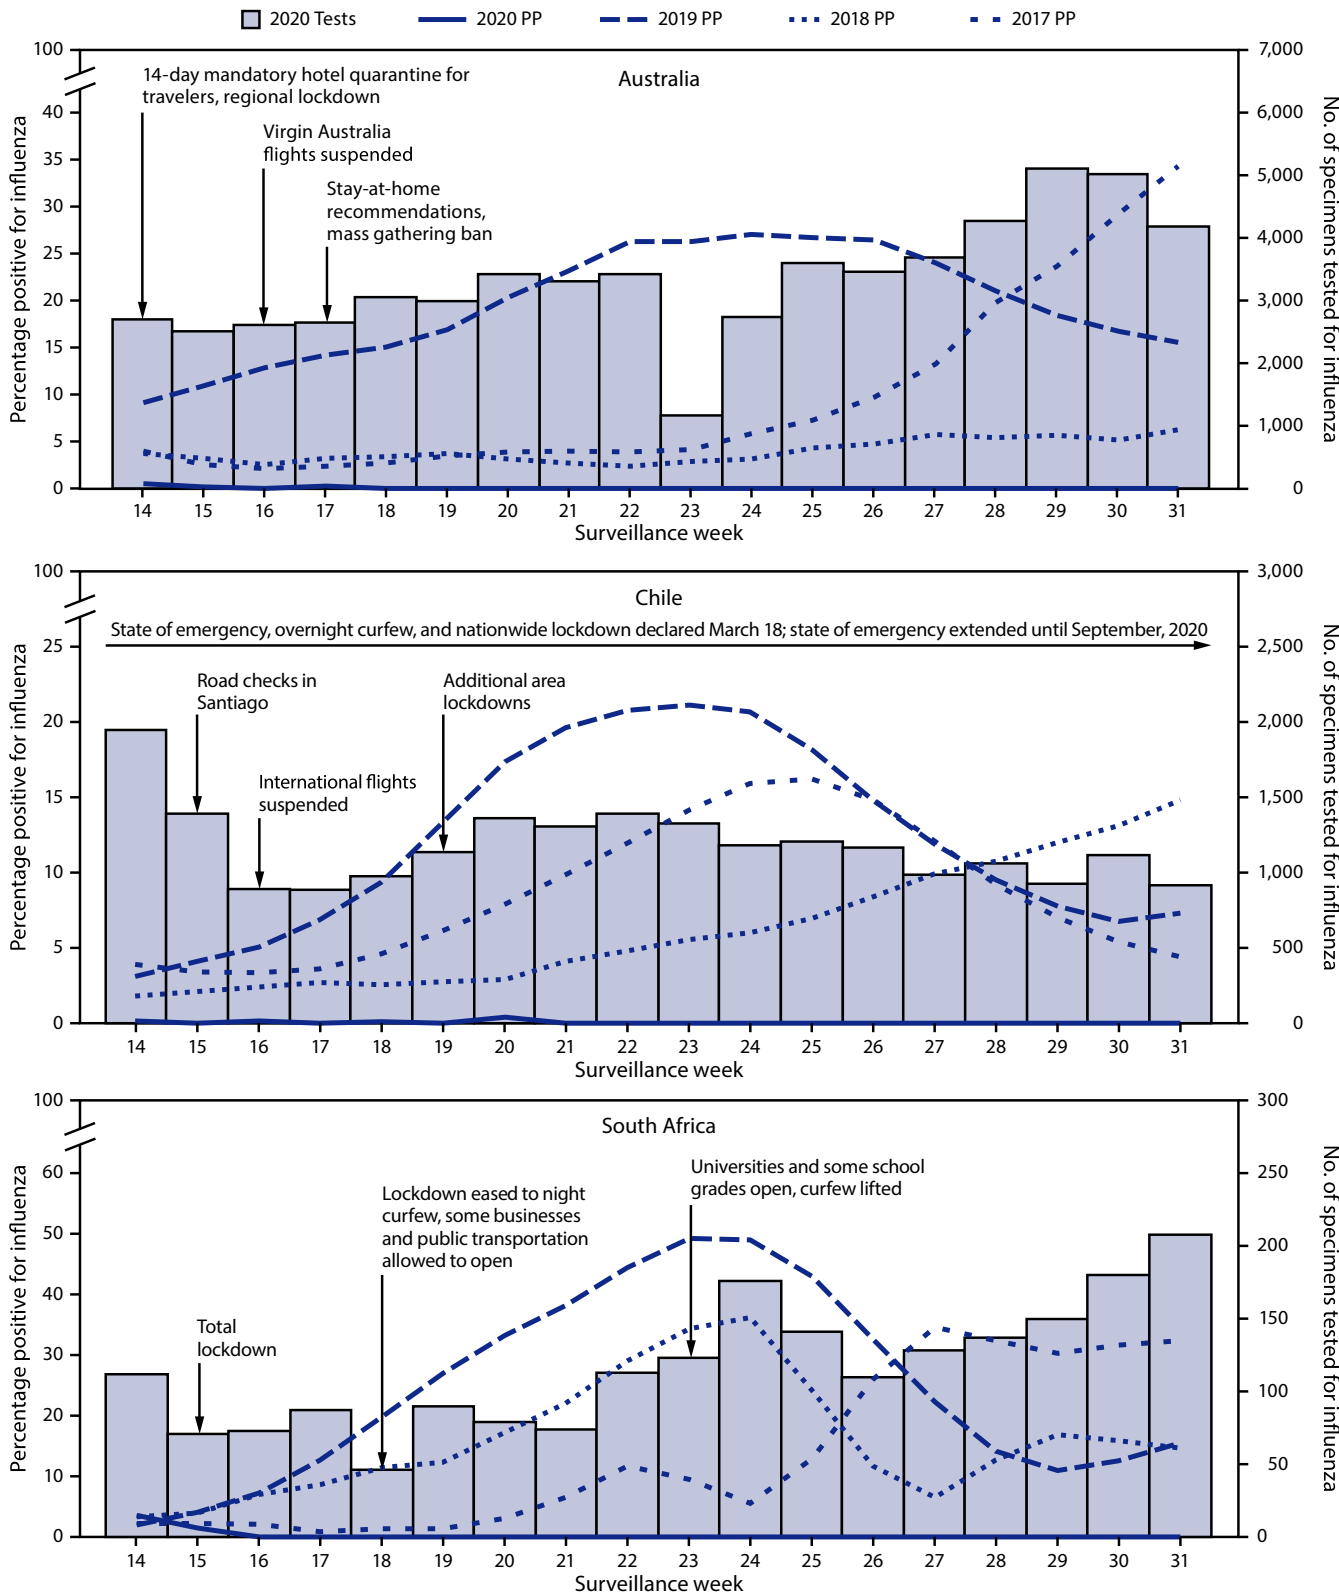 2020 Tests 2020 PP 2019 PP 2018 PP 2017 PP
Australia
Percentage positive for influenza
No. of specimens tested for influenza
100
40
35
30
25
20
15
10
5
0
7,000
6,000
5,000
4,000
3,000
2,000
1,000
0
14-day mandatory hotel quarantine for
travelers, regional lockdown
Virgin Australia
flights suspended
Stay-at-home
recommendations,
mass gathering ban
14 15 16 17 18 19 20 21 22 23 24 25 26 27 28 29 30 31
Surveillance week
Chile
Percentage positive for influenza
No. of specimens tested for influenza
100
25
20
15
10
5
0
3,000
2,500
2,000
1,500
1,000
500
0
State of emergency, overnight curfew, and nationwide lockdown declared March 18; state of emergency extended until September, 2020
Road checks in
Santiago
International flights
suspended
Additional area
lockdowns
14 15 16 17 18 19 20 21 22 23 24 25 26 27 28 29 30 31
Surveillance week
South Africa
Percentage positive for influenza
No. of specimens tested for influenza
100
60
50
40
30
20
10
0
300
250
200
150
100
50
0
Total
lockdown
Lockdown eased to night
curfew, some businesses
and public transportation
allowed to open
Universities and some school
grades open, curfew lifted
14 15 16 17 18 19 20 21 22 23 24 25 26 27 28 29 30 31
Surveillance week